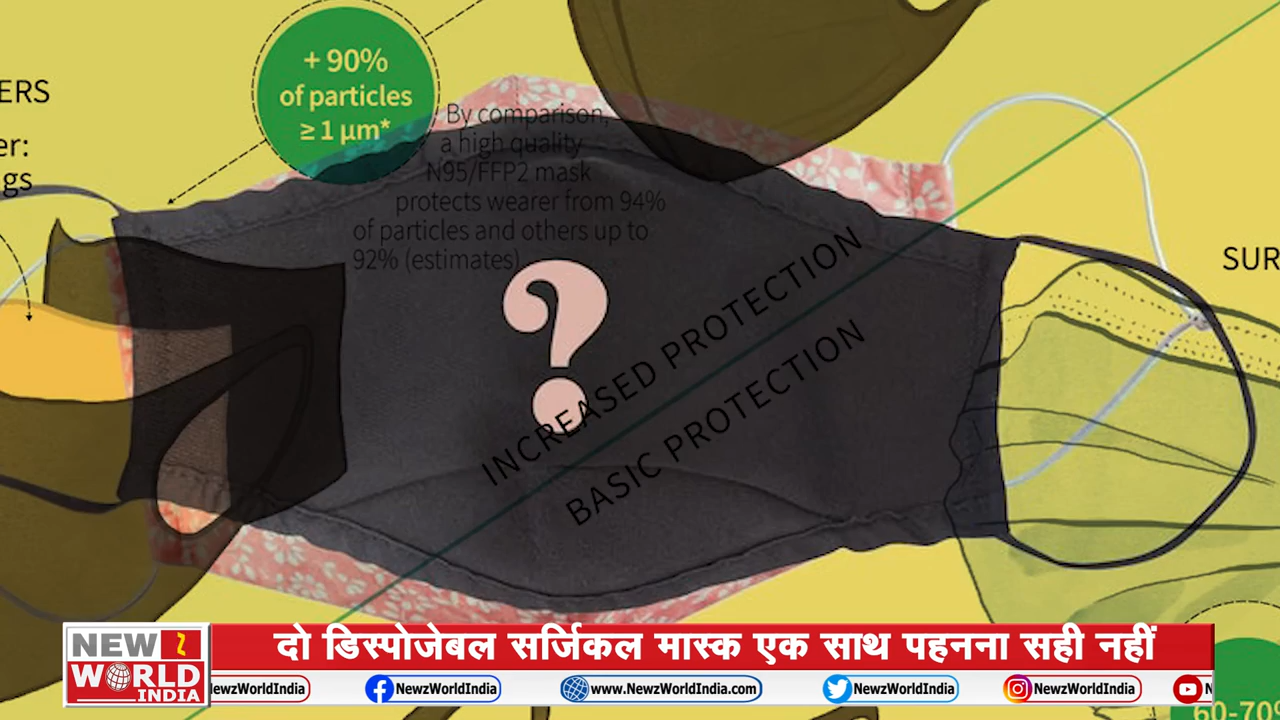 ERS
er:
gs
+ 90%
of particles
≥ 1 µm*
By comparison,
a high quality
N95/FFP2 mask
protects wearer from 94%
of particles and others up to
92% (estimates)
?
INCREASED PROTECTION
BASIC PROTECTION
SUR
दो डिस्पोजेबल सर्जिकल मास्क एक साथ पहनना सही नहीं
NEWZ
WORLD
INDIA
ewzWorldIndia
NewzWorldIndia
www.NewzWorldIndia.com
NewzWorldIndia
NewzWorldIndia
N
60-70%